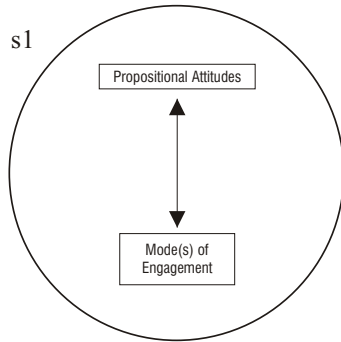 s1
Propositional Attitudes
Mode(s) of
Engagement